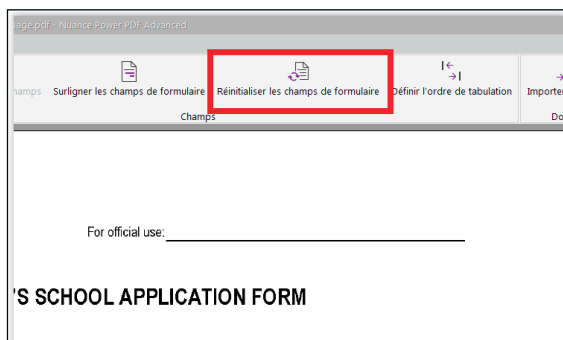 age.pdf - Nuance Power PDF Advanced
hamps Surligner les champs de formulaire Réinitialiser les champs de formulaire Définir l'ordre de tabulation Importer
Champs Do
For official use:
'S SCHOOL APPLICATION FORM